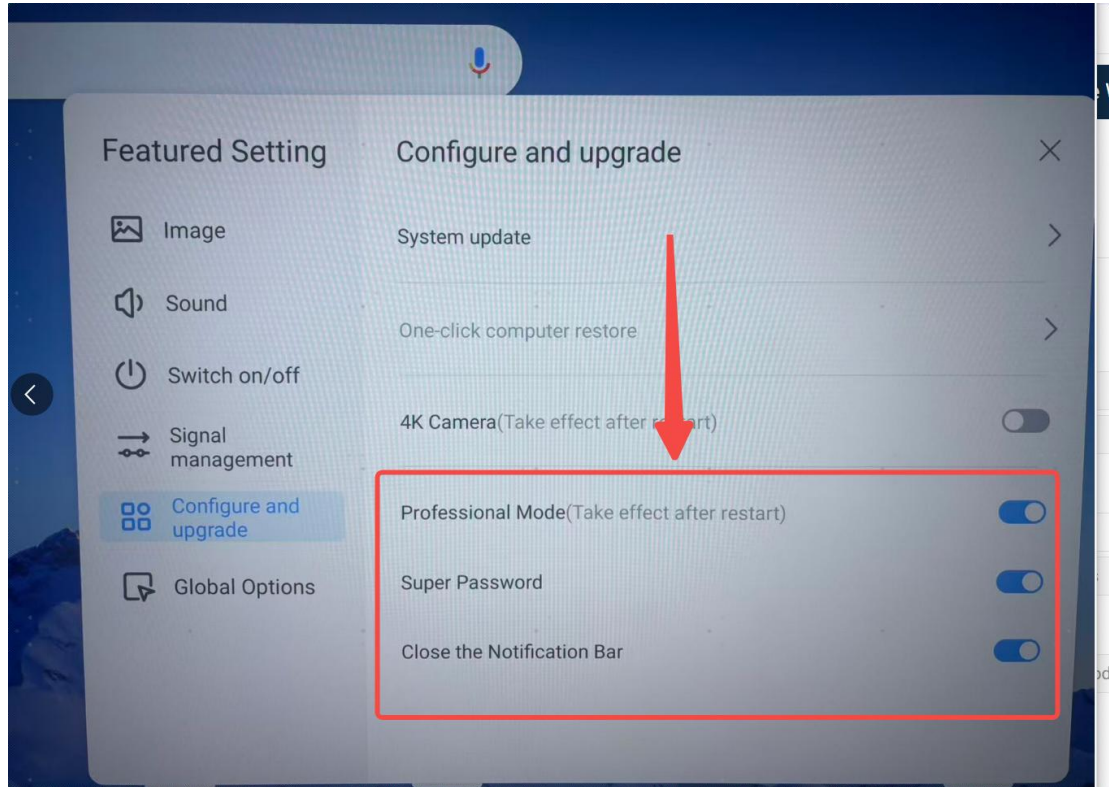 Featured Setting
Configure and upgrade
Image
Sound
Switch on/off
Signal
management
Configure and
upgrade
Global Options
System update
One-click computer restore
4K Camera(Take effect after restart)
Professional Mode(Take effect after restart)
Super Password
Close the Notification Bar